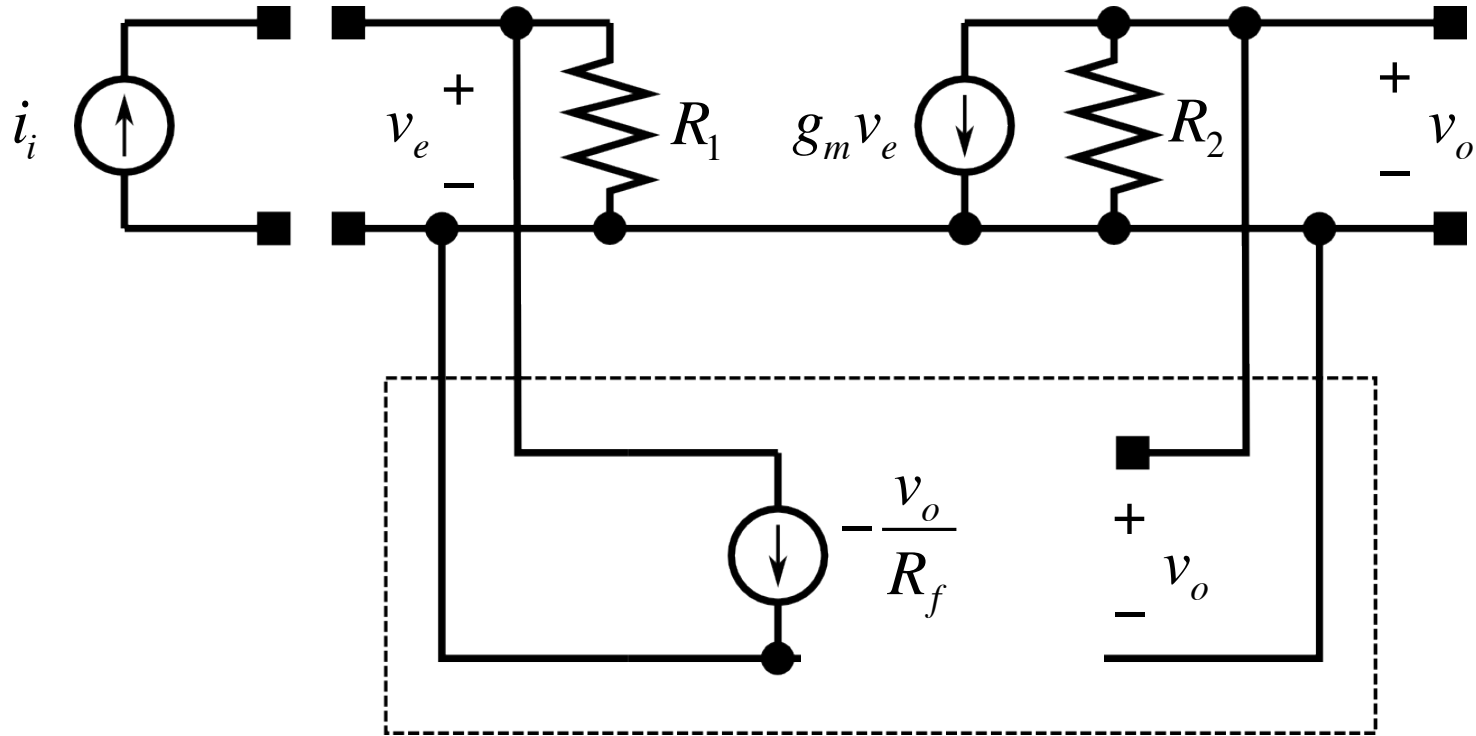 i_i
+
v_e
−
R_1
g_m v_e
R_2
+
v_o
−
−v_o/R_f
+
v_o
−